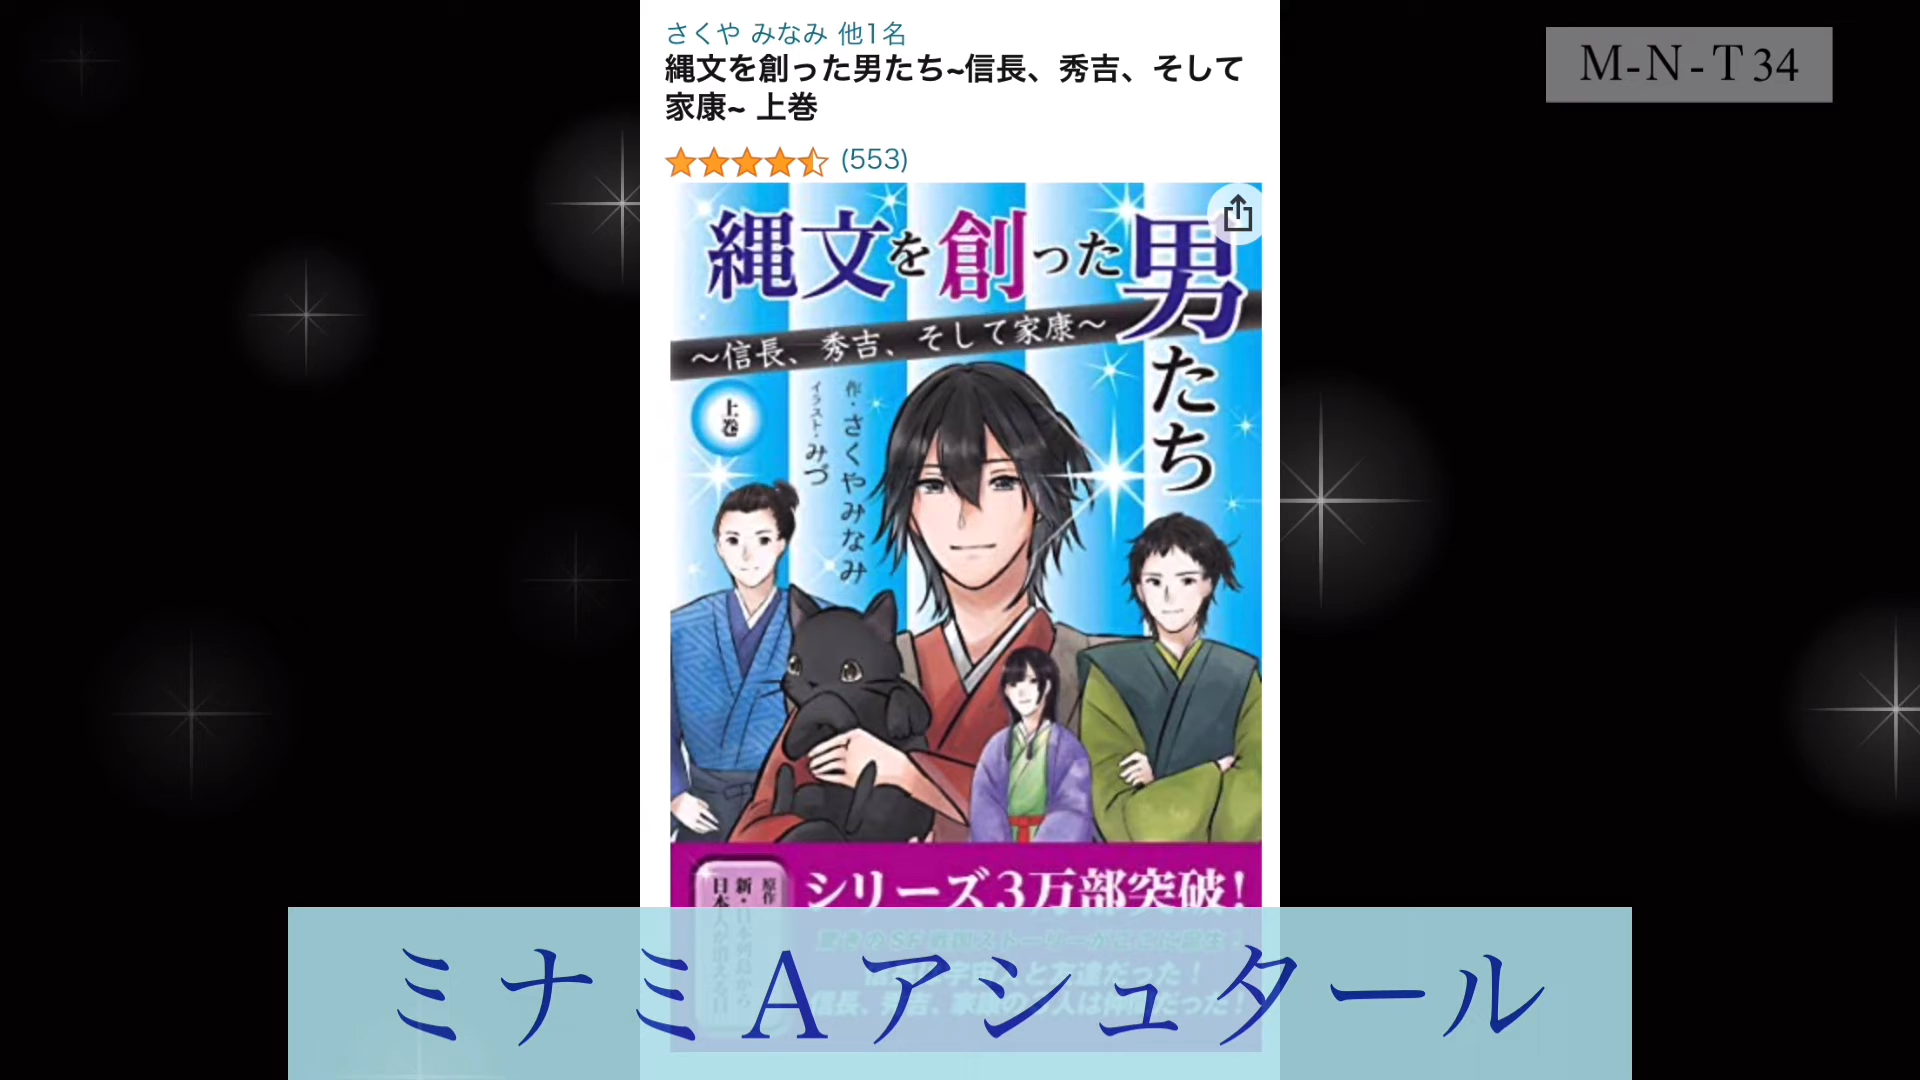 さくや みなみ 他1名
縄文を創った男たち~信長、秀吉、そして
家康~ 上巻
(553)
M-N-T34
縄文を創った男たち
～信長、秀吉、そして家康～
上巻
作・さくやみなみ
イラスト・みづ
シリーズ3万部突破!
原作
新・日本列島から
日本人が消える日
ミナミAアシュタール